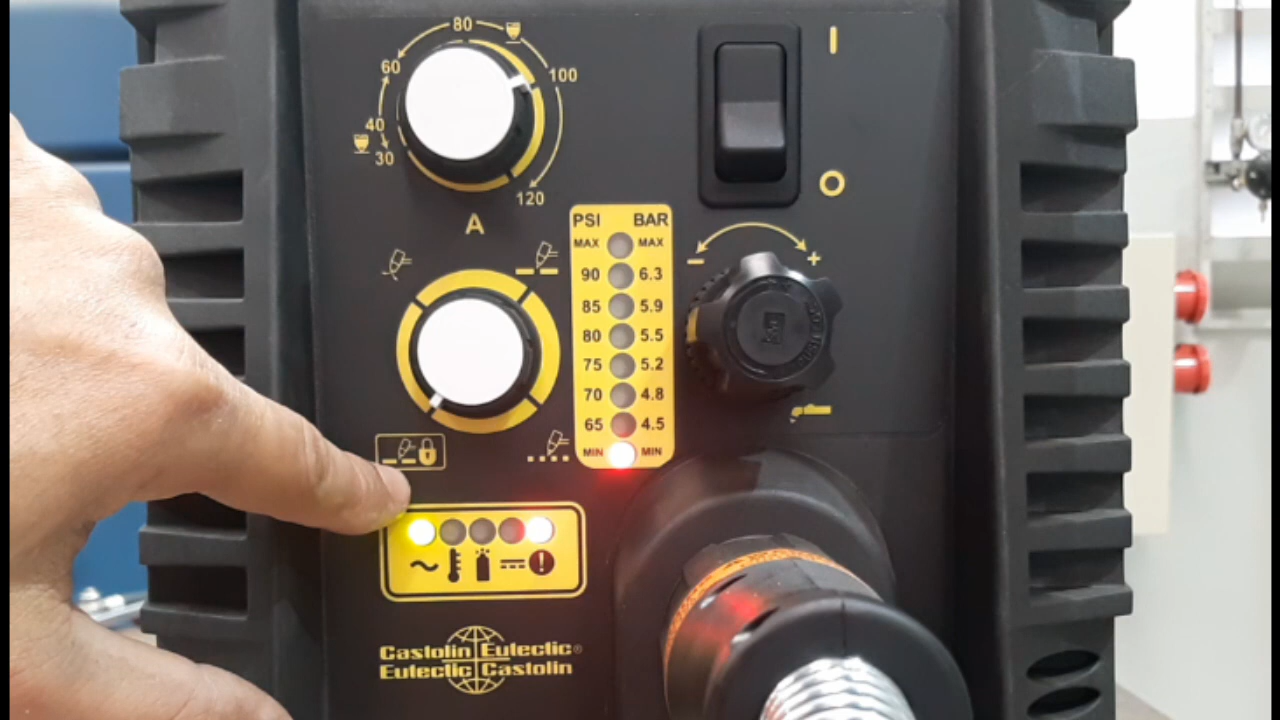 80
60
100
40
30
120
A
PSI BAR
MAX MAX
90 6.3
85 5.9
80 5.5
75 5.2
70 4.8
65 4.5
MIN MIN
- +
I
O
Castolin Eutectic®
Eutectic Castolin